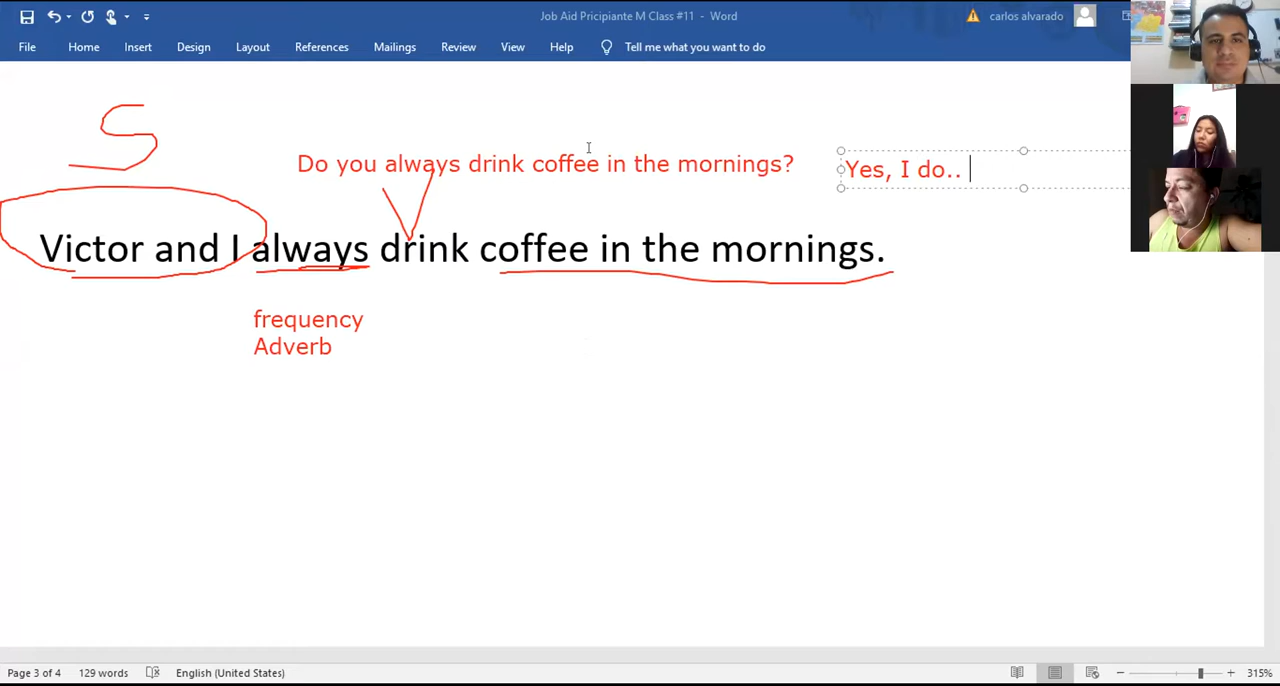 Job Aid Pricipiante M Class #11 - Word
carlos alvarado
File Home Insert Design Layout References Mailings Review View Help Tell me what you want to do
S
Do you always drink coffee in the mornings?
Yes, I do..
V
Victor and I always drink coffee in the mornings.
frequency
Adverb
Page 3 of 4 129 words English (United States) 315%